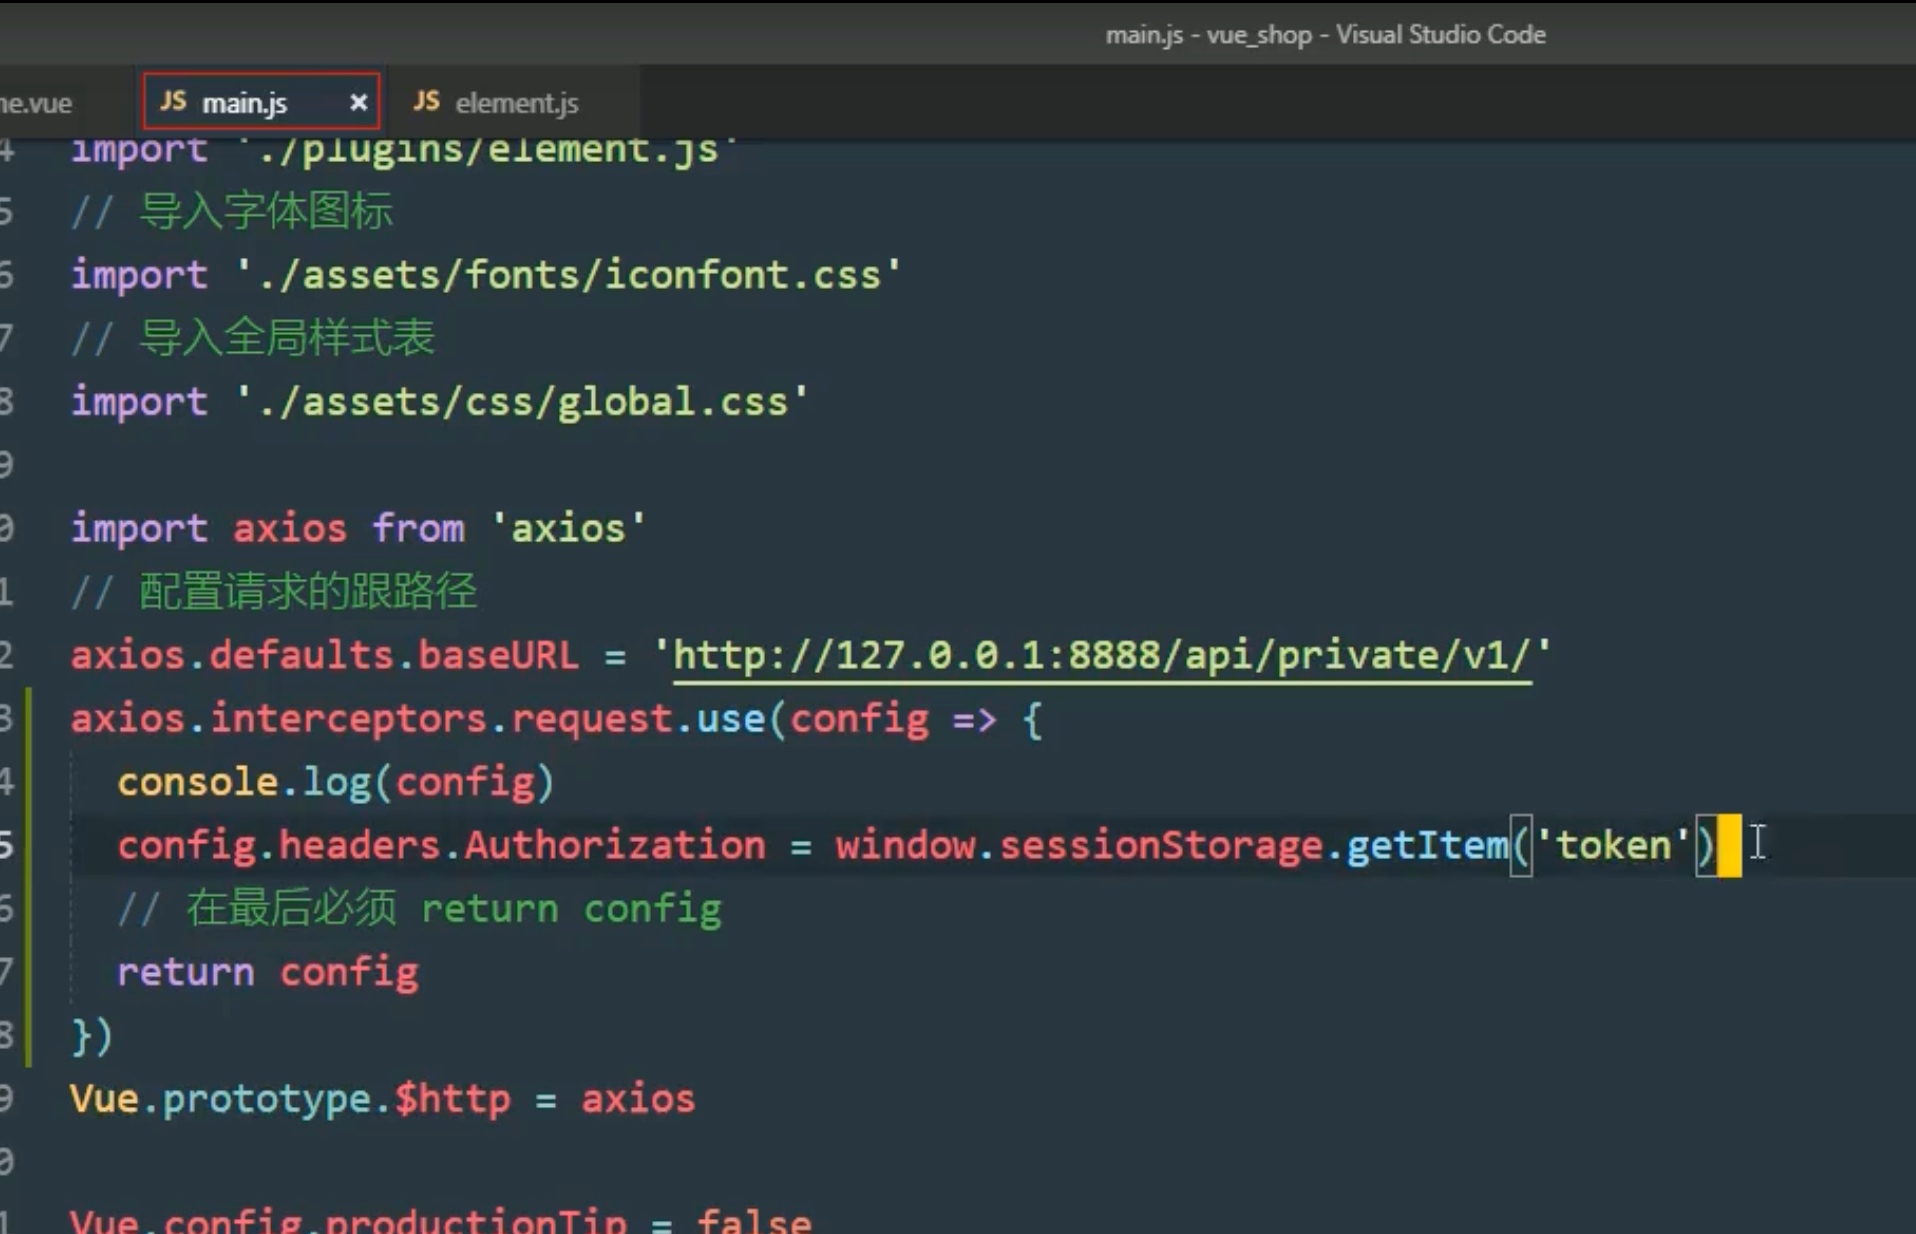 main.js - vue_shop - Visual Studio Code
ne.vue JS main.js × JS element.js
4 import './plugins/element.js'
5 // 导入字体图标
6 import './assets/fonts/iconfont.css'
7 // 导入全局样式表
8 import './assets/css/global.css'
9
0 import axios from 'axios'
1 // 配置请求的跟路径
2 axios.defaults.baseURL = 'http://127.0.0.1:8888/api/private/v1/'
3 axios.interceptors.request.use(config => {
4 console.log(config)
5 config.headers.Authorization = window.sessionStorage.getItem('token')
6 // 在最后必须 return config
7 return config
8 })
9 Vue.prototype.$http = axios
0
1 Vue.config.productionTip = false